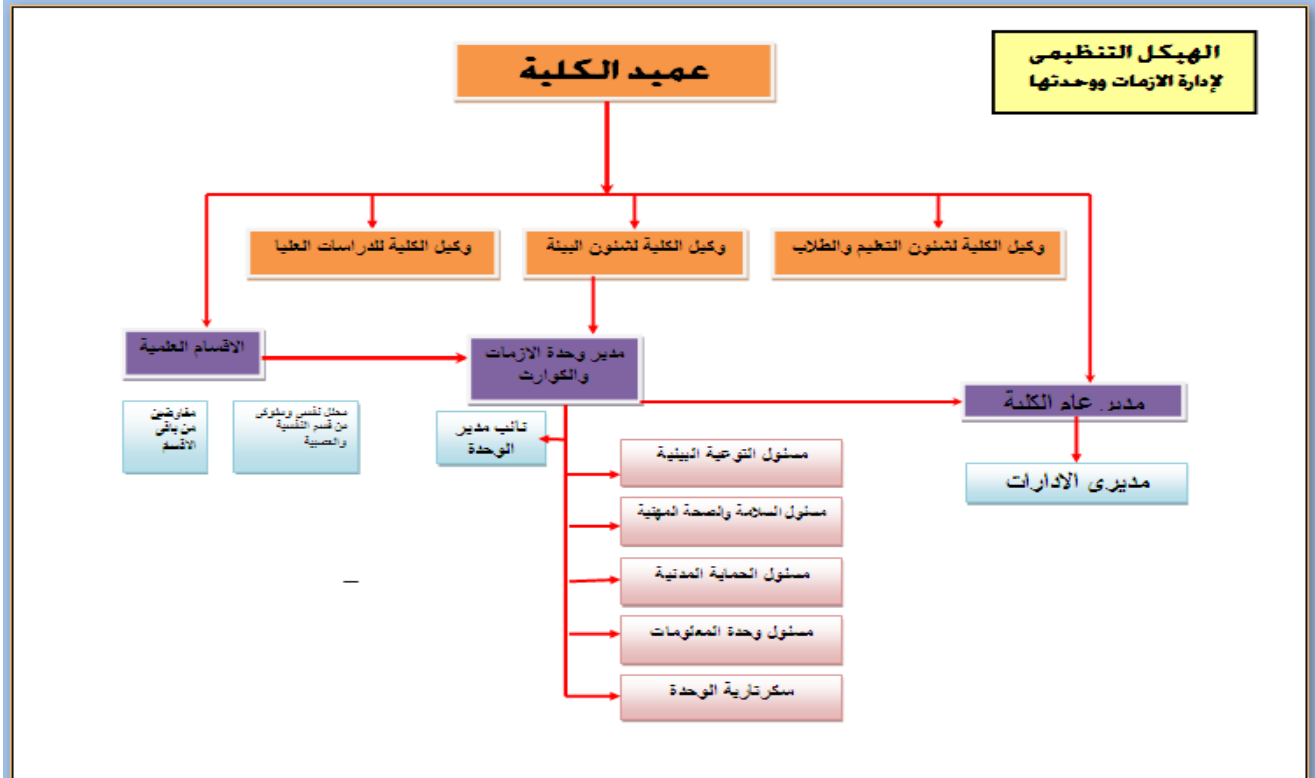 الهيكل التنظيمى
لإدارة الازمات ووحدتها
عميد الكلية
وكيل الكلية لشئون التعليم والطلاب
وكيل الكلية لشئون البيئة
وكيل الكلية للدراسات العليا
الاقسام العلمية
مدير وحدة الازمات
والكوارث
مدير عام الكلية
مفاوضين
من باقى
الاقسام
محلل نفسى وسلوكى
من قسم النفسية
والعصبية
نائب مدير
الوحدة
مديرى الادارات
مسئول التوعية البيئية
مسئول السلامة والصحة المهنية
مسئول الحماية المدنية
مسئول وحدة المعلومات
سكرتارية الوحدة